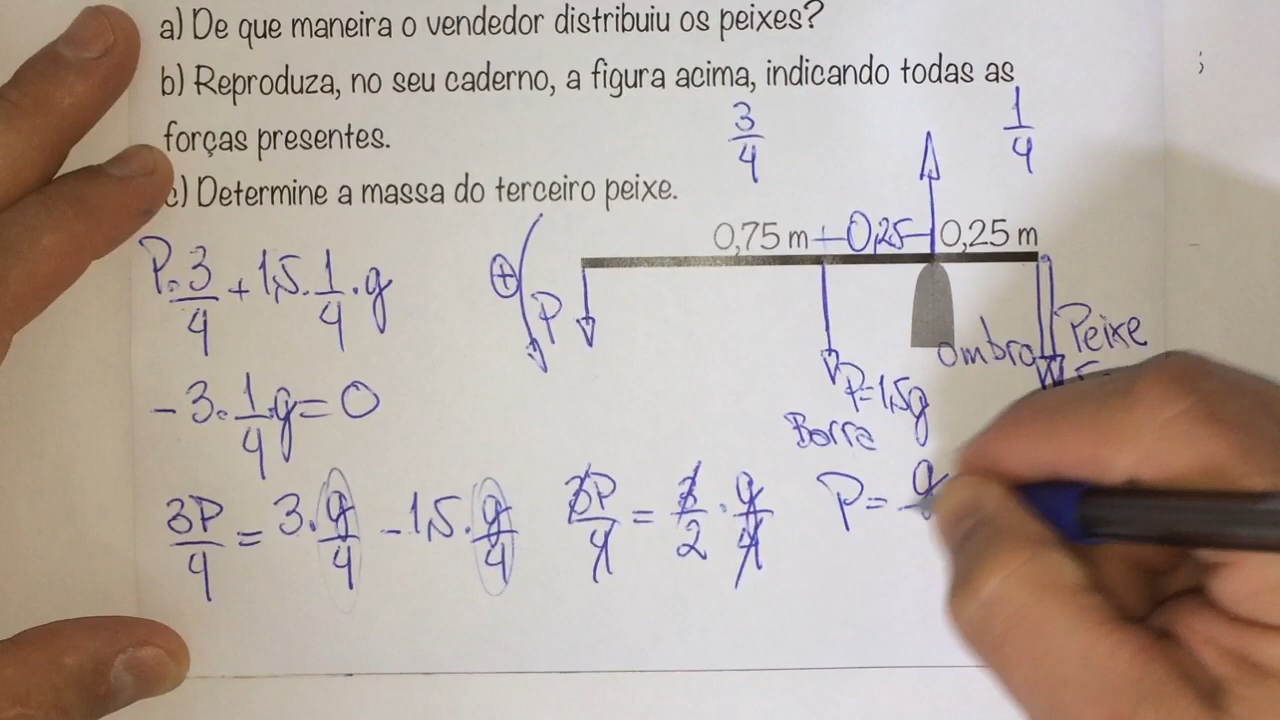 a) De que maneira o vendedor distribuiu os peixes?
b) Reproduza, no seu caderno, a figura acima, indicando todas as
forças presentes.
c) Determine a massa do terceiro peixe.
3/4
1/4
0,75 m
0,25
0,25 m
P
P=1,5g
Barra
ombro
Peixe
P·3/4 + 1,5·1/4·g
- 3·1/4·g = 0
3P/4 = 3·g/4 - 1,5·g/4
3P/4 = 3/2·g/4
P= g